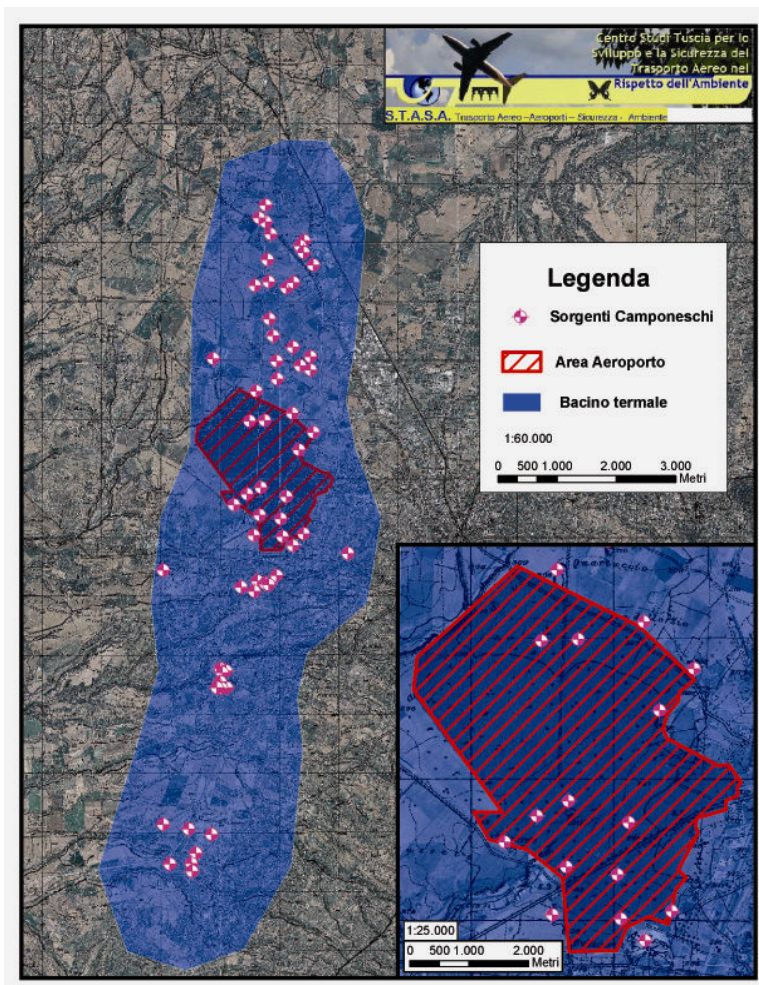 Centro Studi Tuscia per lo
Sviluppo e la Sicurezza del
Trasporto Aereo nel
Rispetto dell'Ambiente
S.T.A.S.A. Trasporto Aereo –Aeroporti – Sicurezza - Ambiente
Legenda
Sorgenti Camponeschi
Area Aeroporto
Bacino termale
1:60.000
0 500 1.000 2.000 3.000
Metri
1:25.000
0 500 1.000 2.000
Metri